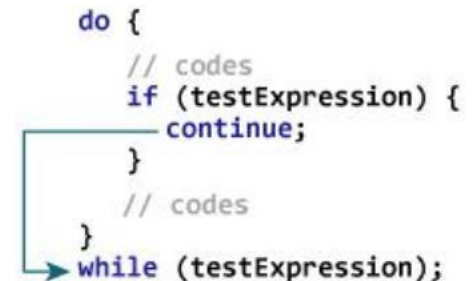 do {
// codes
if (testExpression) {
continue;
}
// codes
}
while (testExpression);